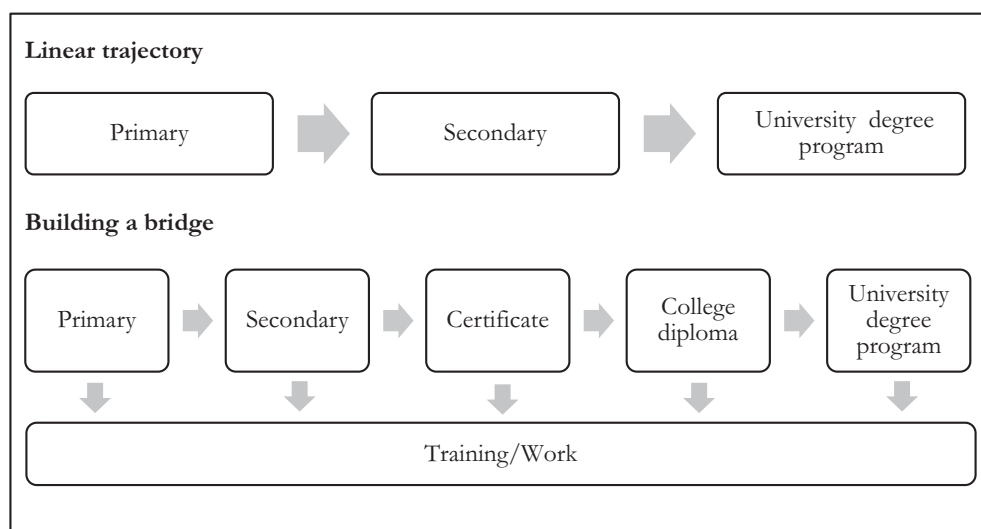 Linear trajectory
Primary
Secondary
University degree
program
Building a bridge
Primary
Secondary
Certificate
College
diploma
University
degree
program
Training/Work